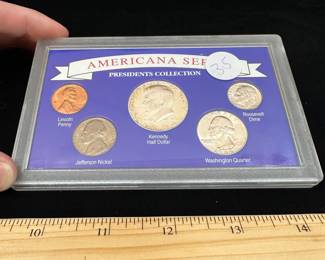 AMERICANA SER
35
PRESIDENTS COLLECTION
Lincoln
Penny
Roosevelt
Dime
Kennedy
Half Dollar
Jefferson Nickel
Washington Quarter
10 11 12 13 14